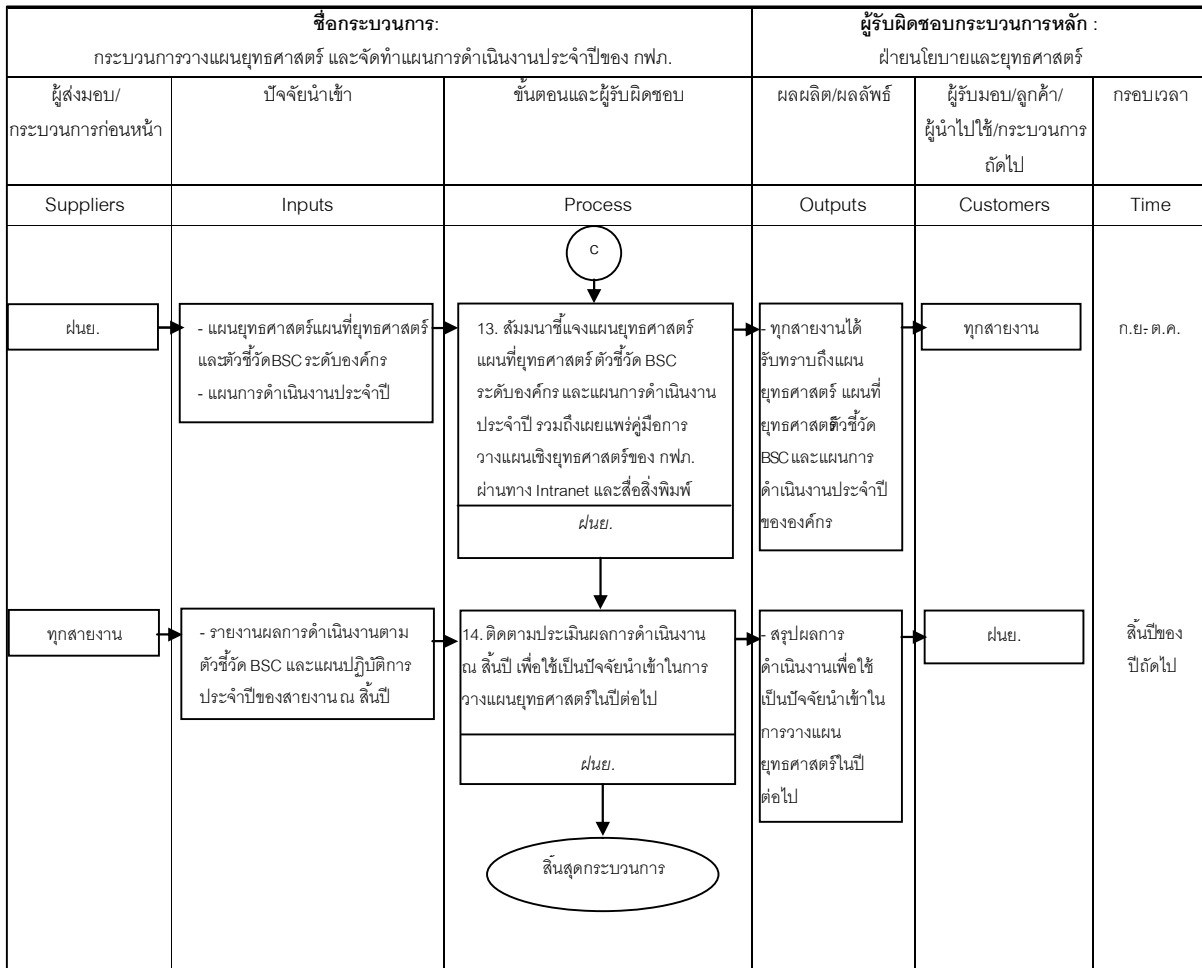 ชื่อกระบวนการ:
กระบวนการวางแผนยุทธศาสตร์ และจัดทำแผนการดำเนินงานประจำปีของ กฟภ.
ผู้รับผิดชอบกระบวนการหลัก :
ฝ่ายนโยบายและยุทธศาสตร์
ผู้ส่งมอบ/
กระบวนการก่อนหน้า
ปัจจัยนำเข้า
ขั้นตอนและผู้รับผิดชอบ
ผลผลิต/ผลลัพธ์
ผู้รับมอบ/ลูกค้า/
ผู้นำไปใช้/กระบวนการ
ถัดไป
กรอบเวลา
Suppliers
Inputs
Process
Outputs
Customers
Time
C
ฝนย.
- แผนยุทธศาสตร์แผนที่ยุทธศาสตร์
และตัวชี้วัดBSC ระดับองค์กร
- แผนการดำเนินงานประจำปี
13. สัมมนาชี้แจงแผนยุทธศาสตร์
แผนที่ยุทธศาสตร์ ตัวชี้วัด BSC
ระดับองค์กร และแผนการดำเนินงาน
ประจำปี รวมถึงเผยแพร่คู่มือการ
วางแผนเชิงยุทธศาสตร์ของ กฟภ.
ผ่านทาง Intranet และสื่อสิ่งพิมพ์
ฝนย.
- ทุกสายงานได้
รับทราบถึงแผน
ยุทธศาสตร์ แผนที่
ยุทธศาสตร์ตัวชี้วัด
BSC และแผนการ
ดำเนินงานประจำปี
ขององค์กร
ทุกสายงาน
ก.ย-ต.ค.
ทุกสายงาน
- รายงานผลการดำเนินงานตาม
ตัวชี้วัด BSC และแผนปฏิบัติการ
ประจำปีของสายงาน ณ สิ้นปี
14. ติดตามประเมินผลการดำเนินงาน
ณ สิ้นปี เพื่อใช้เป็นปัจจัยนำเข้าในการ
วางแผนยุทธศาสตร์ในปีต่อไป
ฝนย.
- สรุปผลการ
ดำเนินงานเพื่อใช้
เป็นปัจจัยนำเข้าใน
การวางแผน
ยุทธศาสตร์ในปี
ต่อไป
ฝนย.
สิ้นปีของ
ปีถัดไป
สิ้นสุดกระบวนการ